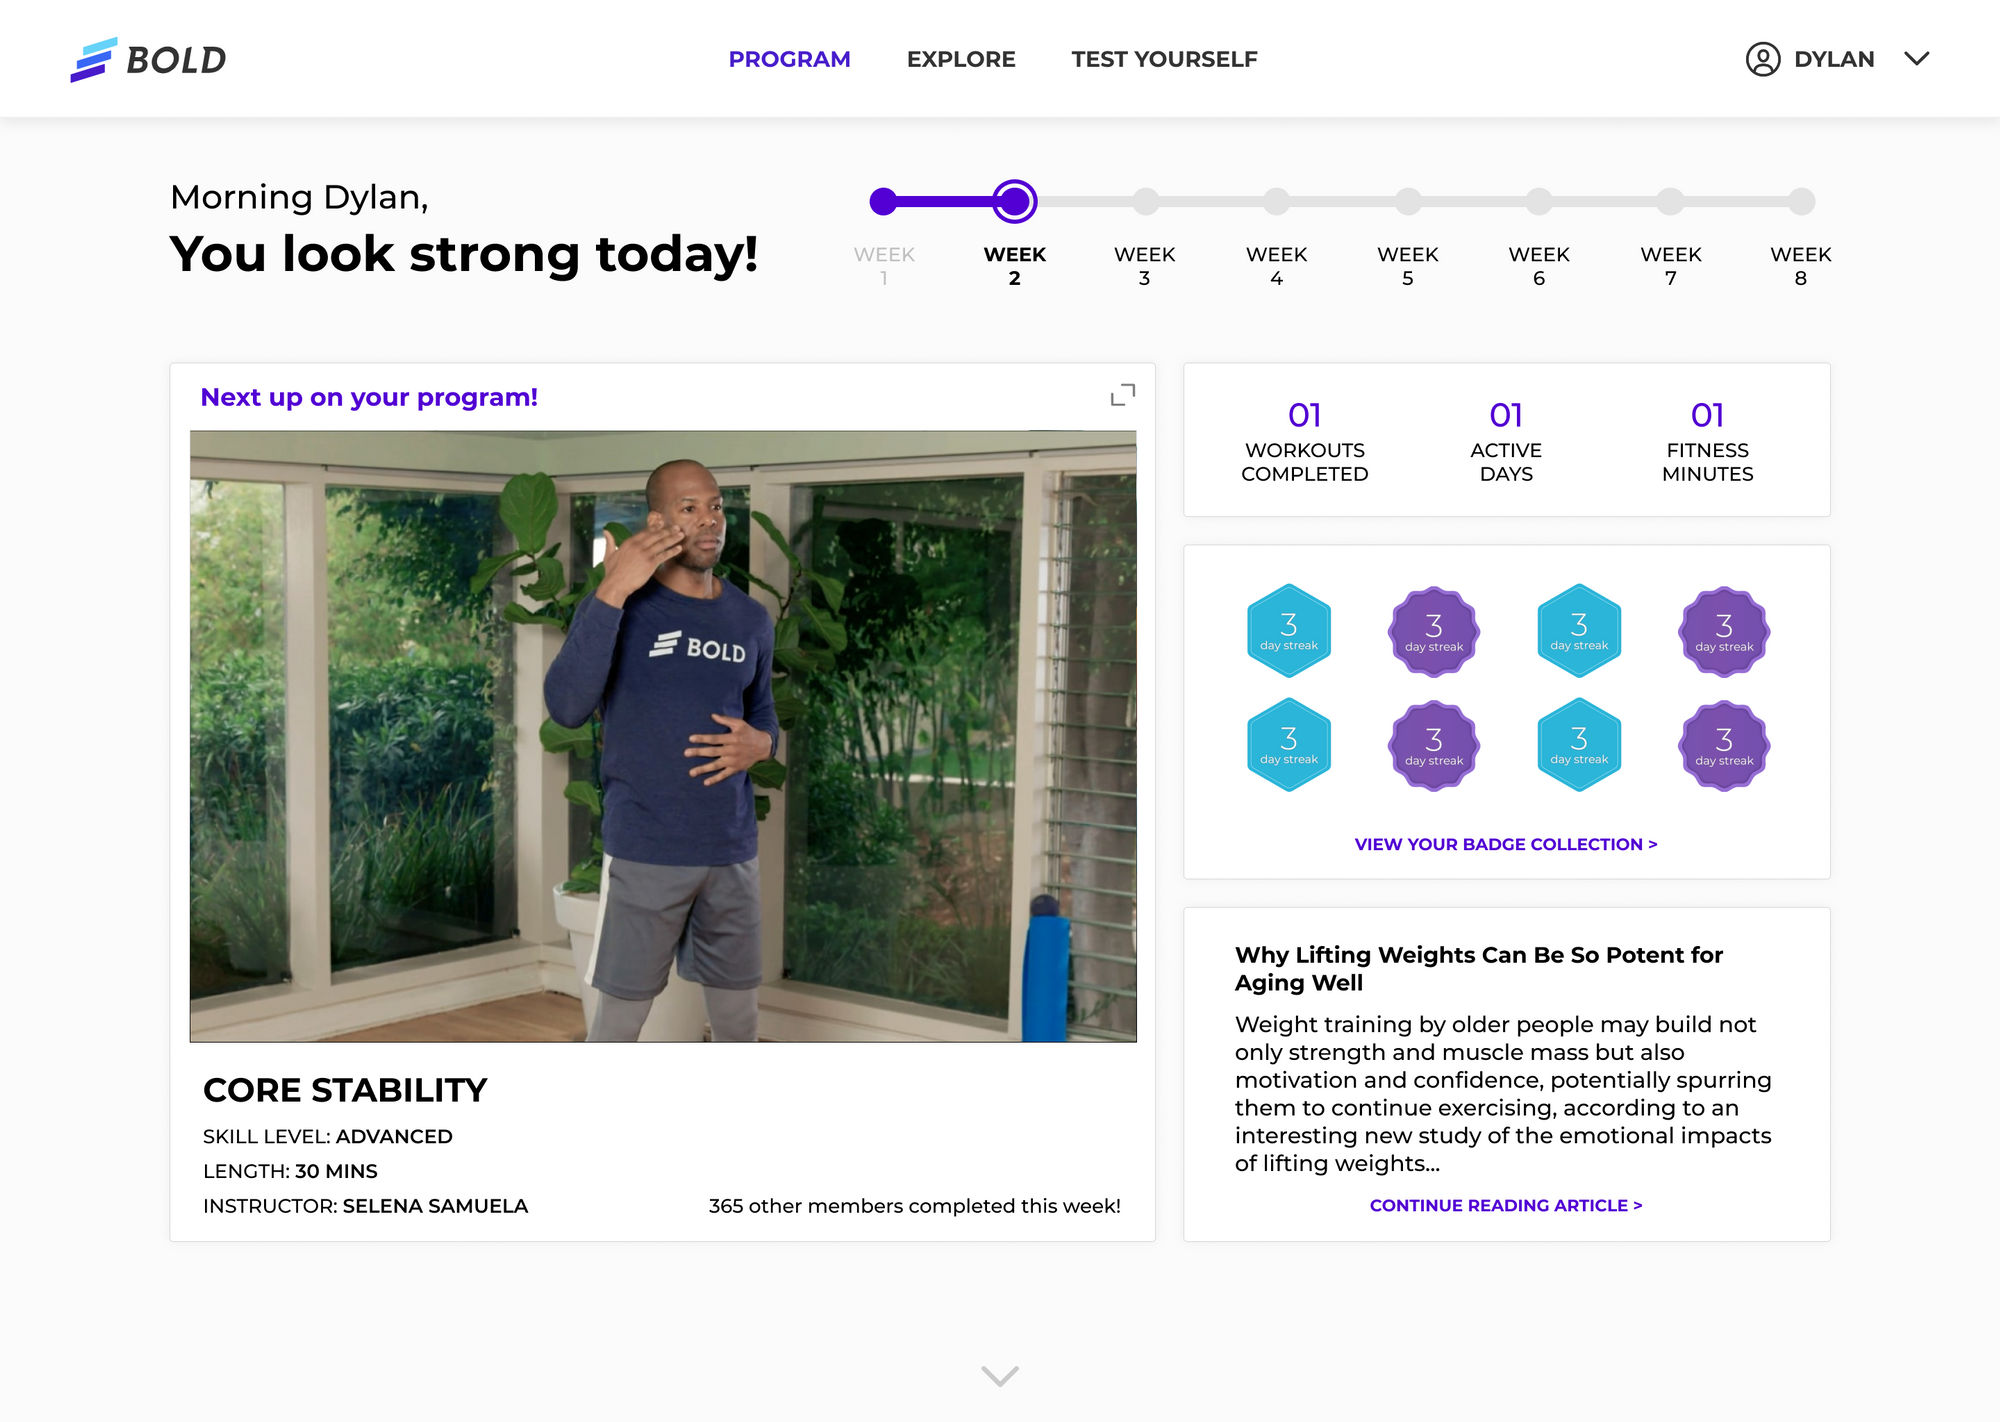 BOLD
PROGRAM
EXPLORE
TEST YOURSELF
DYLAN
Morning Dylan,
You look strong today!
WEEK 1
WEEK 2
WEEK 3
WEEK 4
WEEK 5
WEEK 6
WEEK 7
WEEK 8
Next up on your program!
BOLD
CORE STABILITY
SKILL LEVEL: ADVANCED
LENGTH: 30 MINS
INSTRUCTOR: SELENA SAMUELA
365 other members completed this week!
01
WORKOUTS
COMPLETED
01
ACTIVE
DAYS
01
FITNESS
MINUTES
3
day streak
3
day streak
3
day streak
3
day streak
3
day streak
3
day streak
3
day streak
3
day streak
VIEW YOUR BADGE COLLECTION >
Why Lifting Weights Can Be So Potent for
Aging Well
Weight training by older people may build not
only strength and muscle mass but also
motivation and confidence, potentially spurring
them to continue exercising, according to an
interesting new study of the emotional impacts
of lifting weights...
CONTINUE READING ARTICLE >